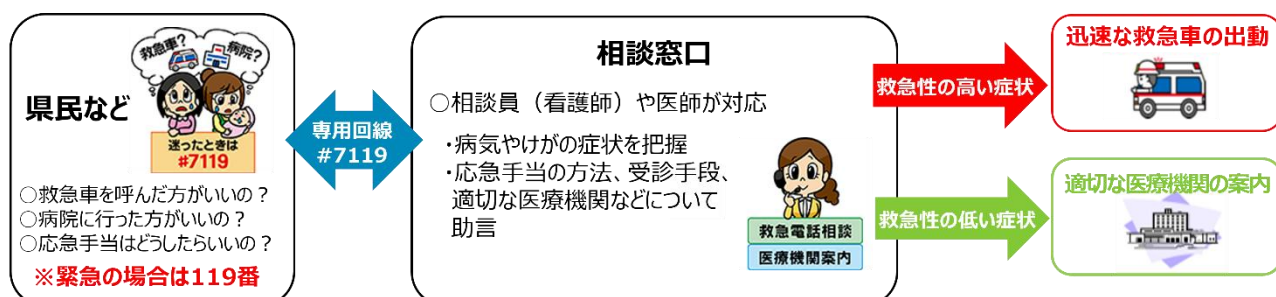 救急車?
病院?
県民など
迷ったときは
#7119
○救急車を呼んだ方がいいの?
○病院に行った方がいいの?
○応急手当はどうしたらいいの?
※緊急の場合は119番
専用回線
#7119
相談窓口
○相談員(看護師)や医師が対応
・病気やけがの症状を把握
・応急手当の方法、受診手段、
適切な医療機関などについて
助言
救急電話相談
医療機関案内
救急性の高い症状
迅速な救急車の出動
救急性の低い症状
適切な医療機関の案内